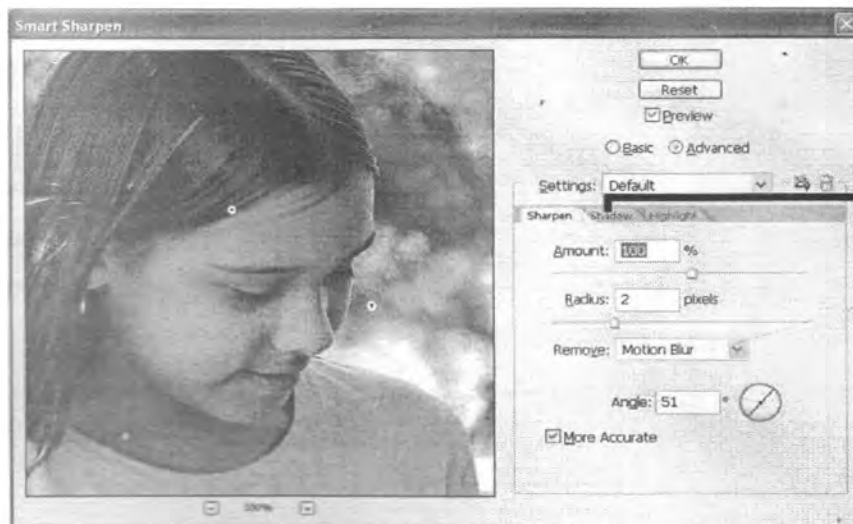 Smart Sharpen
OK
Reset
Preview
Basic Advanced
Settings: Default
Sharpen Shadow Highlight
Amount: 100 %
Radius: 2 pixels
Remove: Motion Blur
Angle: 51 °
More Accurate
100%